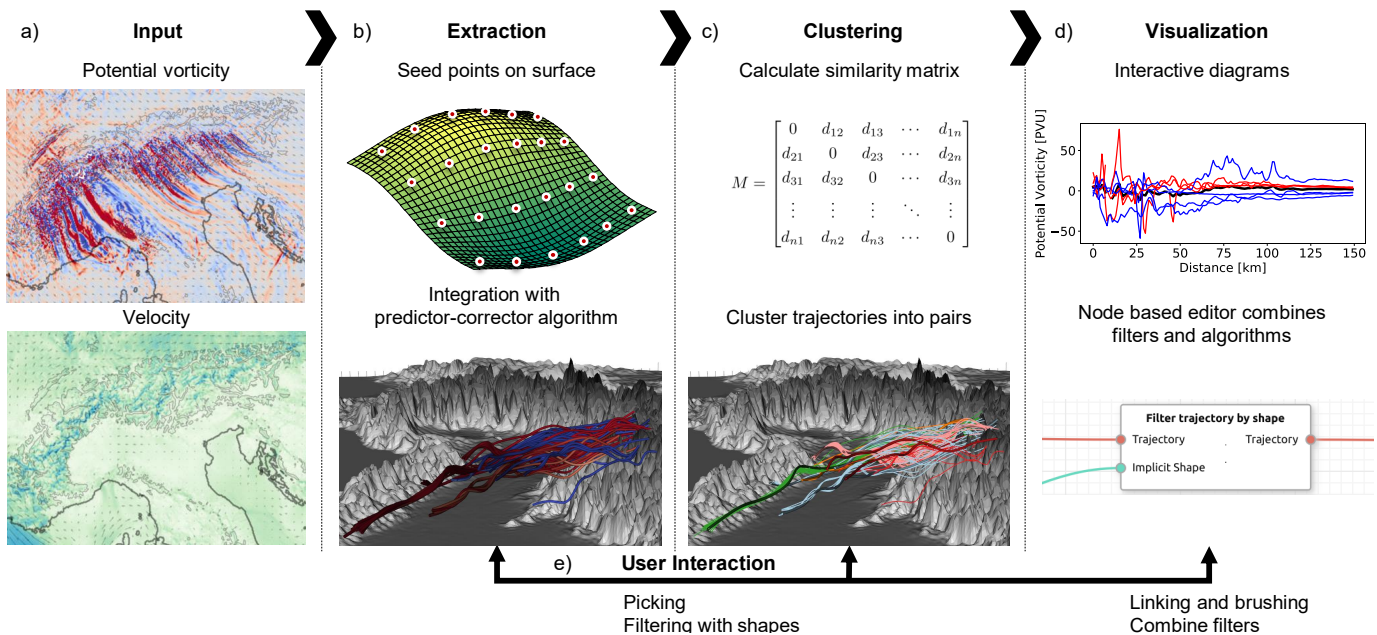 a) Input
Potential vorticity
Velocity
b) Extraction
Seed points on surface
Integration with
predictor-corrector algorithm
c) Clustering
Calculate similarity matrix
M =
0 d12 d13 ⋯ d1n
d21 0 d23 ⋯ d2n
d31 d32 0 ⋯ d3n
⋮ ⋮ ⋮ ⋱ ⋮
dn1 dn2 dn3 ⋯ 0
Cluster trajectories into pairs
d) Visualization
Interactive diagrams
Potential Vorticity [PVU]
50
0
−50
0 25 50 75 100 125 150
Distance [km]
Node based editor combines
filters and algorithms
Filter trajectory by shape
Trajectory Trajectory
Implicit Shape
e) User Interaction
Picking
Filtering with shapes
Linking and brushing
Combine filters